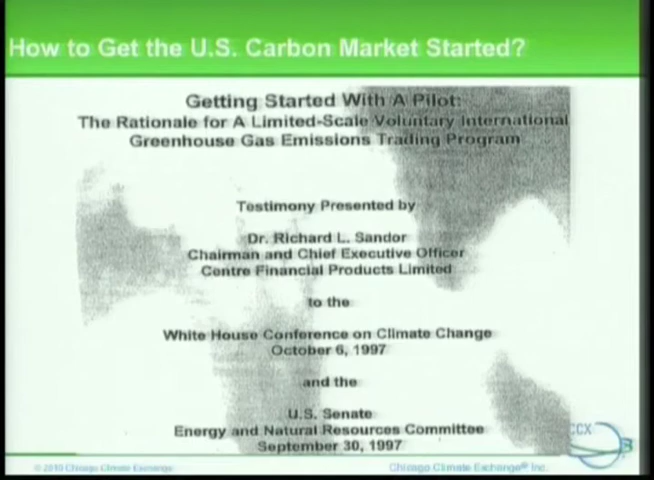 How to Get the U.S. Carbon Market Started?
Getting Started With A Pilot:
The Rationale for A Limited-Scale Voluntary International
Greenhouse Gas Emissions Trading Program
Testimony Presented by
Dr. Richard L. Sandor
Chairman and Chief Executive Officer
Centre Financial Products Limited
to the
White House Conference on Climate Change
October 6, 1997
and the
U.S. Senate
Energy and Natural Resources Committee
September 30, 1997
CCX
3
© 2010 Chicago Climate Exchange
Chicago Climate Exchange® Inc.